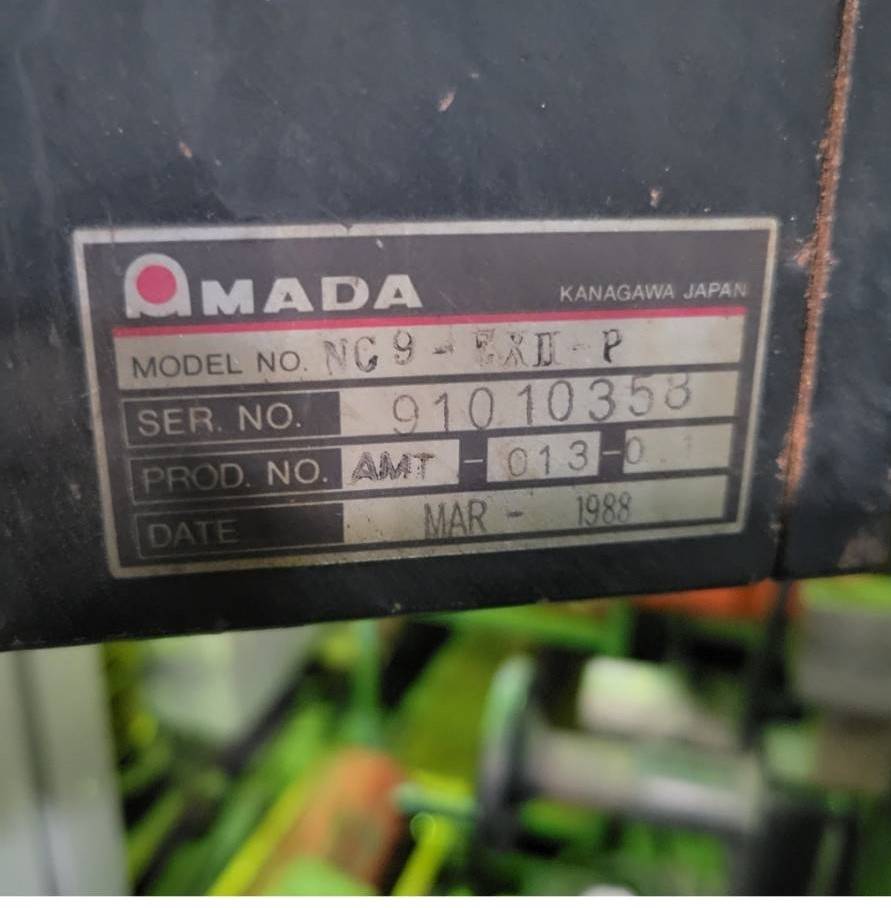 AMADA
KANAGAWA JAPAN
MODEL NO. NC9-EXII-P
SER. NO. 91010358
PROD. NO. AMT-013-0
DATE MAR - 1988